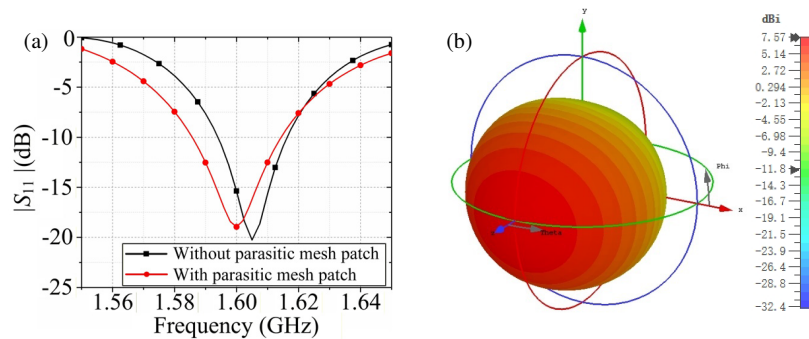 (a)
0
-5
-10
-15
-20
-25
|S11|(dB)
Without parasitic mesh patch
With parasitic mesh patch
1.56 1.58 1.60 1.62 1.64
Frequency (GHz)
(b)
y
Phi
x
Theta
dBi
7.57
5.14
2.72
0.294
-2.13
-4.55
-6.98
-9.4
-11.8
-14.3
-16.7
-19.1
-21.5
-24.4
-26.4
-28.8
-32.4